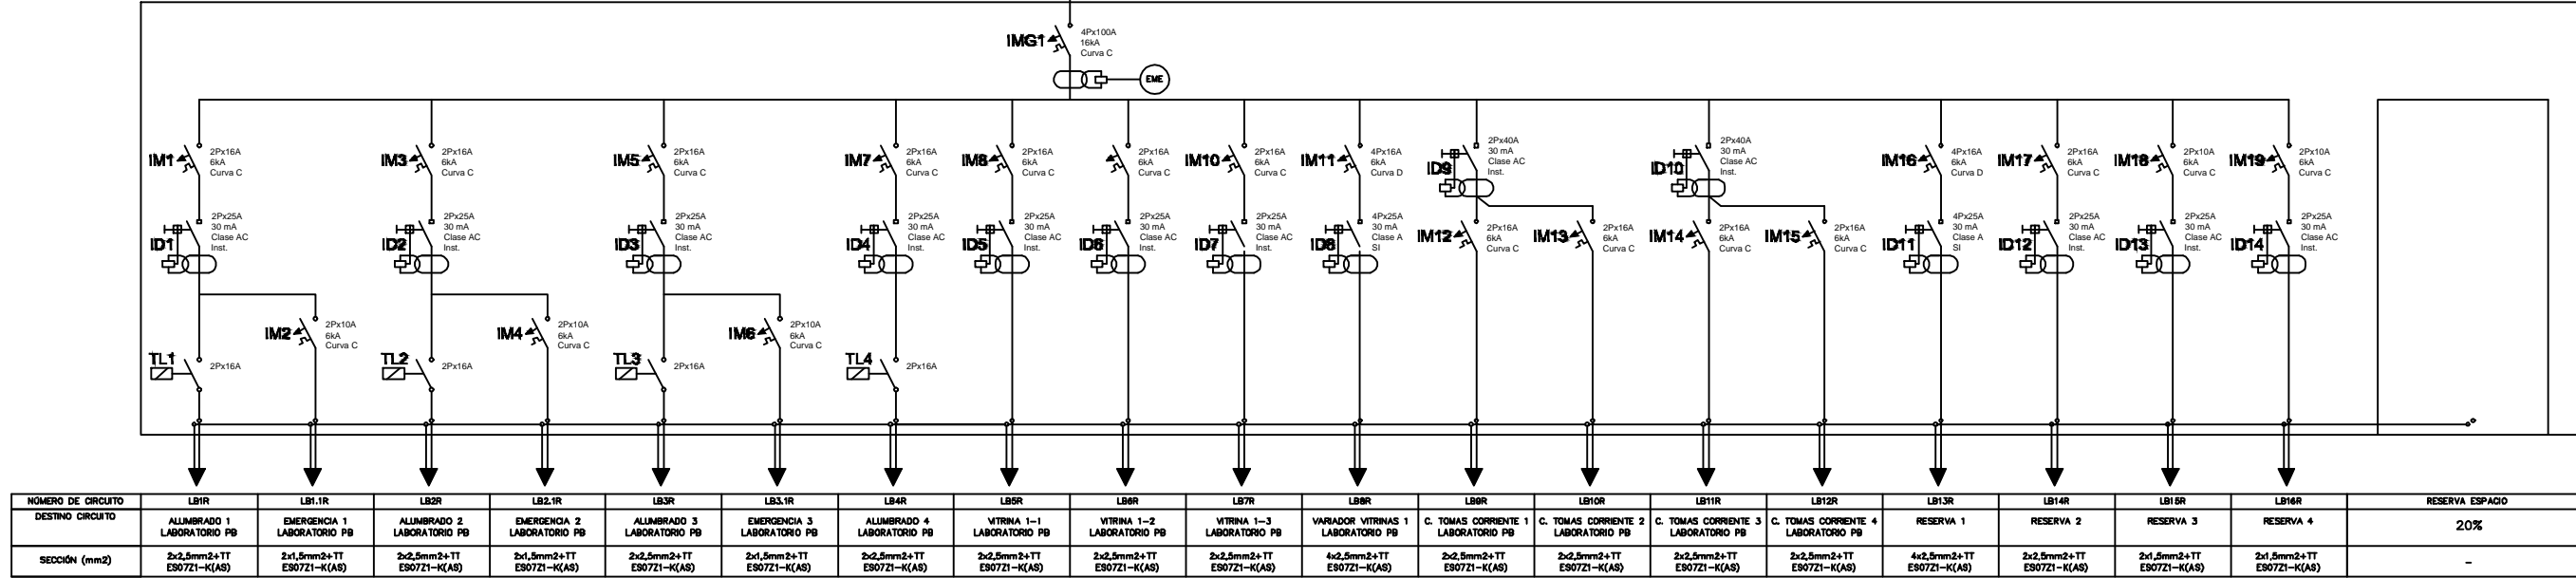 IMG1
4Px100A
16kA
Curva C
EME
IM1
2Px16A
6kA
Curva C
IM3
2Px16A
6kA
Curva C
IM5
2Px16A
6kA
Curva C
IM7
2Px16A
6kA
Curva C
IM8
2Px16A
6kA
Curva C
2Px16A
6kA
Curva C
IM10
2Px16A
6kA
Curva C
IM11
4Px16A
6kA
Curva D
ID9
2Px40A
30 mA
Clase AC
Inst.
ID10
2Px40A
30 mA
Clase AC
Inst.
IM16
4Px16A
6kA
Curva D
IM17
2Px16A
6kA
Curva C
IM18
2Px10A
6kA
Curva C
IM19
2Px10A
6kA
Curva C
ID1
2Px25A
30 mA
Clase AC
Inst.
ID2
2Px25A
30 mA
Clase AC
Inst.
ID3
2Px25A
30 mA
Clase AC
Inst.
ID4
2Px25A
30 mA
Clase AC
Inst.
ID5
2Px25A
30 mA
Clase AC
Inst.
ID6
2Px25A
30 mA
Clase AC
Inst.
ID7
2Px25A
30 mA
Clase AC
Inst.
ID8
4Px25A
30 mA
Clase A
SI
IM12
2Px16A
6kA
Curva C
IM13
2Px16A
6kA
Curva C
IM14
2Px16A
6kA
Curva C
IM15
2Px16A
6kA
Curva C
ID11
4Px25A
30 mA
Clase A
SI
ID12
2Px25A
30 mA
Clase AC
Inst.
ID13
2Px25A
30 mA
Clase AC
Inst.
ID14
2Px25A
30 mA
Clase AC
Inst.
IM2
2Px10A
6kA
Curva C
IM4
2Px10A
6kA
Curva C
IM6
2Px10A
6kA
Curva C
TL1
2Px16A
TL2
2Px16A
TL3
2Px16A
TL4
2Px16A
NÚMERO DE CIRCUITO LB1R LB1.1R LB2R LB2.1R LB3R LB3.1R LB4R LB5R LB6R LB7R LB8R LB9R LB10R LB11R LB12R LB13R LB14R LB15R LB16R RESERVA ESPACIO
DESTINO CIRCUITO ALUMBRADO 1 EMERGENCIA 1 ALUMBRADO 2 EMERGENCIA 2 ALUMBRADO 3 EMERGENCIA 3 ALUMBRADO 4 VITRINA 1-1 VITRINA 1-2 VITRINA 1-3 VARIADOR VITRINAS 1 C. TOMAS CORRIENTE 1 C. TOMAS CORRIENTE 2 C. TOMAS CORRIENTE 3 C. TOMAS CORRIENTE 4 RESERVA 1 RESERVA 2 RESERVA 3 RESERVA 4 20%
LABORATORIO PB LABORATORIO PB LABORATORIO PB LABORATORIO PB LABORATORIO PB LABORATORIO PB LABORATORIO PB LABORATORIO PB LABORATORIO PB LABORATORIO PB LABORATORIO PB LABORATORIO PB LABORATORIO PB LABORATORIO PB LABORATORIO PB
SECCIÓN (mm2) 2x2,5mm2+TT 2x1,5mm2+TT 2x2,5mm2+TT 2x1,5mm2+TT 2x2,5mm2+TT 2x1,5mm2+TT 2x2,5mm2+TT 2x2,5mm2+TT 2x2,5mm2+TT 2x2,5mm2+TT 4x2,5mm2+TT 2x2,5mm2+TT 2x2,5mm2+TT 2x2,5mm2+TT 2x2,5mm2+TT 4x2,5mm2+TT 2x2,5mm2+TT 2x1,5mm2+TT 2x1,5mm2+TT -
ES07Z1-K(AS) ES07Z1-K(AS) ES07Z1-K(AS) ES07Z1-K(AS) ES07Z1-K(AS) ES07Z1-K(AS) ES07Z1-K(AS) ES07Z1-K(AS) ES07Z1-K(AS) ES07Z1-K(AS) ES07Z1-K(AS) ES07Z1-K(AS) ES07Z1-K(AS) ES07Z1-K(AS) ES07Z1-K(AS) ES07Z1-K(AS) ES07Z1-K(AS) ES07Z1-K(AS) ES07Z1-K(AS)